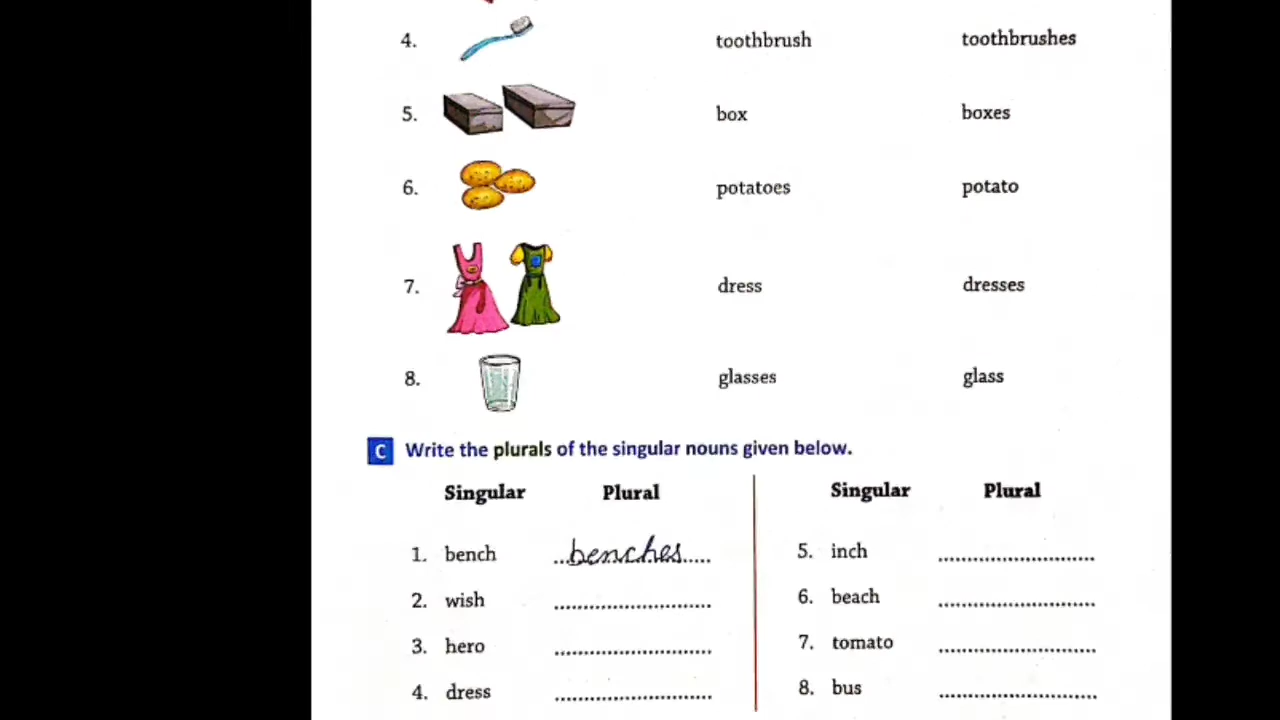 4. toothbrush toothbrushes
5. box boxes
6. potatoes potato
7. dress dresses
8. glasses glass
C Write the plurals of the singular nouns given below.
Singular Plural Singular Plural
1. bench ...benches..... 5. inch ............................
2. wish ............................ 6. beach ............................
3. hero ............................ 7. tomato ............................
4. dress ............................ 8. bus ............................